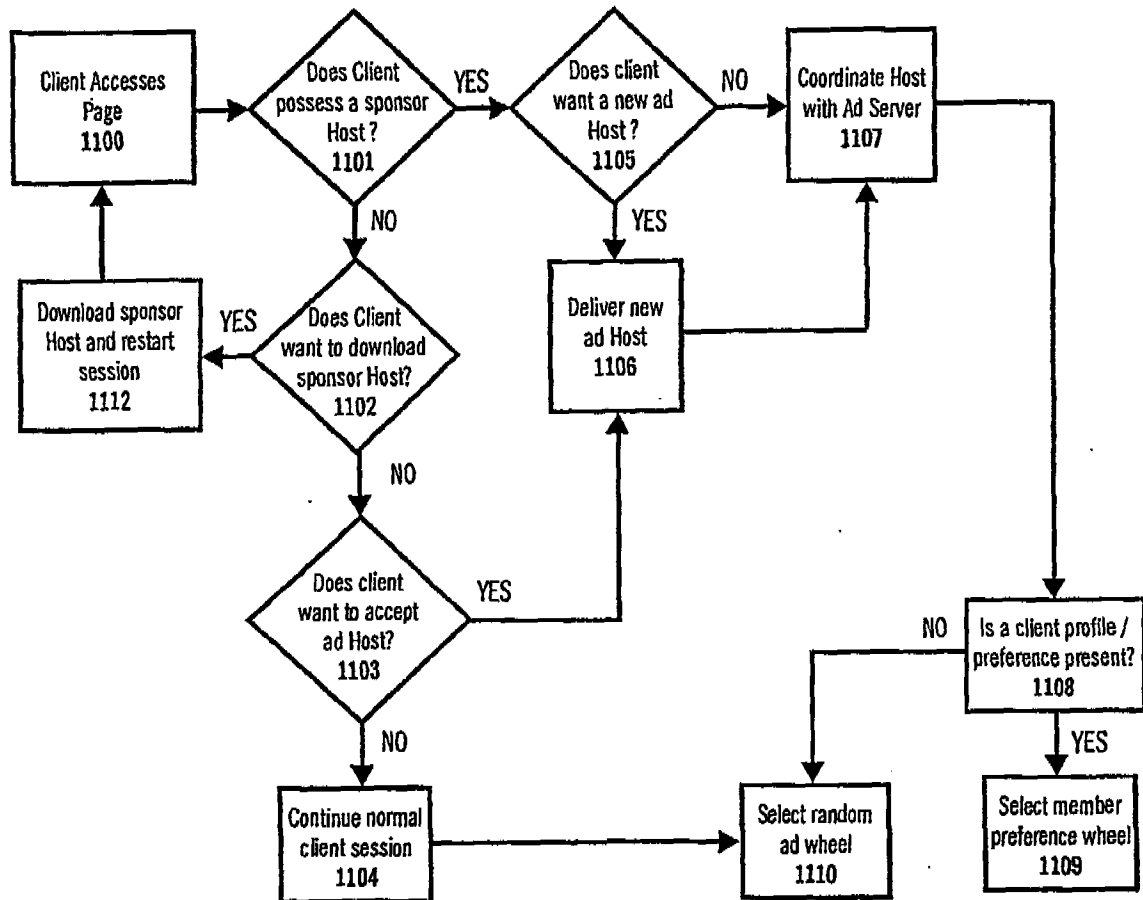 Client Accesses
Page
1100
Does Client
possess a sponsor
Host ?
1101
YES
Does client
want a new ad
Host ?
1105
NO
Coordinate Host
with Ad Server
1107
NO
YES
Download sponsor
Host and restart
session
1112
YES
Does Client
want to download
sponsor Host?
1102
Deliver new
ad Host
1106
NO
Does client
want to accept
ad Host?
1103
YES
NO
Is a client profile /
preference present?
1108
NO
YES
Continue normal
client session
1104
Select random
ad wheel
1110
Select member
preference wheel
1109